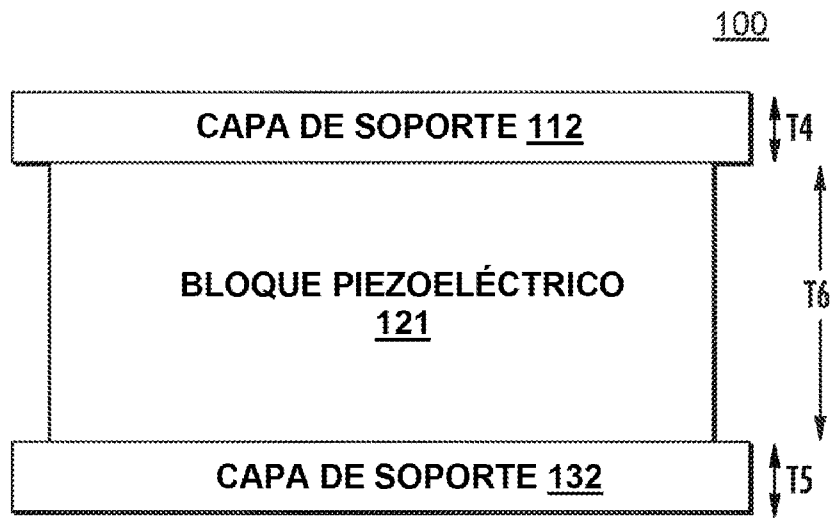 100
CAPA DE SOPORTE 112
T4
BLOQUE PIEZOELÉCTRICO
121
T6
CAPA DE SOPORTE 132
T5